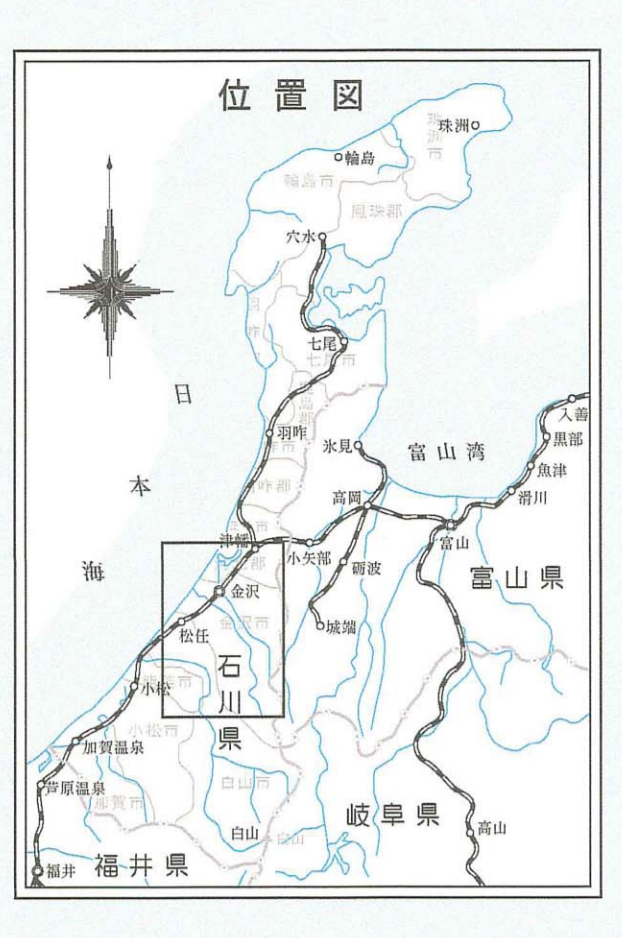 位置図
珠洲
珠洲市
輪島
輪島市
鳳珠郡
穴水
七尾
七尾市
日本海
羽咋
氷見
富山湾
入善
黒部
魚津
滑川
高岡
津幡
小矢部
富山
砺波
富山県
金沢
金沢市
松任
城端
石川県
小松
小松市
加賀温泉
白山市
芦原温泉
加賀市
岐阜県
白山
白山
高山
福井県
福井